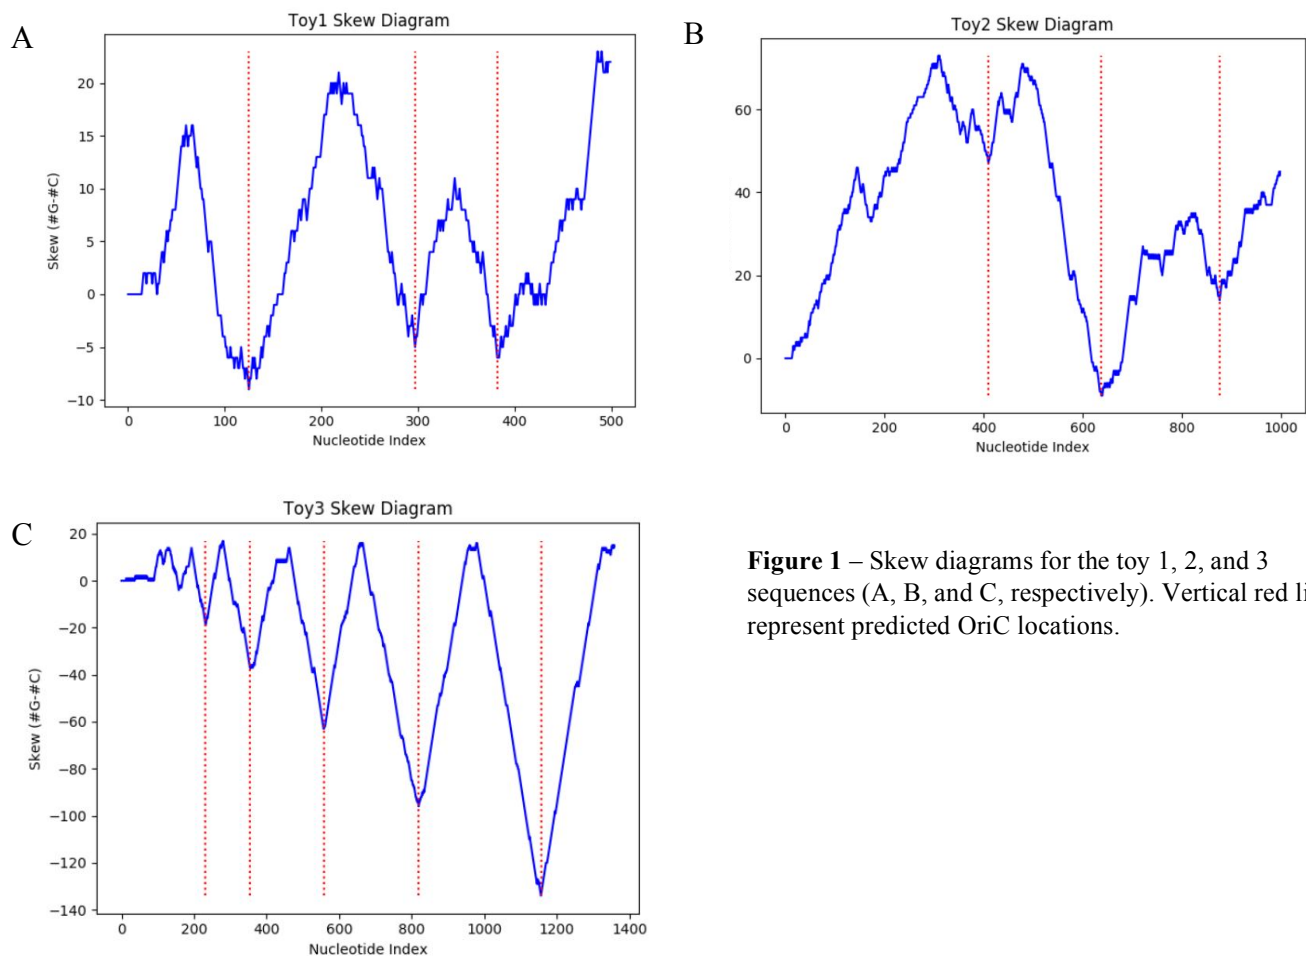 A
Toy1 Skew Diagram
20
15
10
5
0
−5
−10
Skew (#G-#C)
0 100 200 300 400 500
Nucleotide Index
B
Toy2 Skew Diagram
60
40
20
0
0 200 400 600 800 1000
Nucleotide Index
C
Toy3 Skew Diagram
20
0
−20
−40
−60
−80
−100
−120
−140
Skew (#G-#C)
0 200 400 600 800 1000 1200 1400
Nucleotide Index
Figure 1 – Skew diagrams for the toy 1, 2, and 3
sequences (A, B, and C, respectively). Vertical red
represent predicted OriC locations.